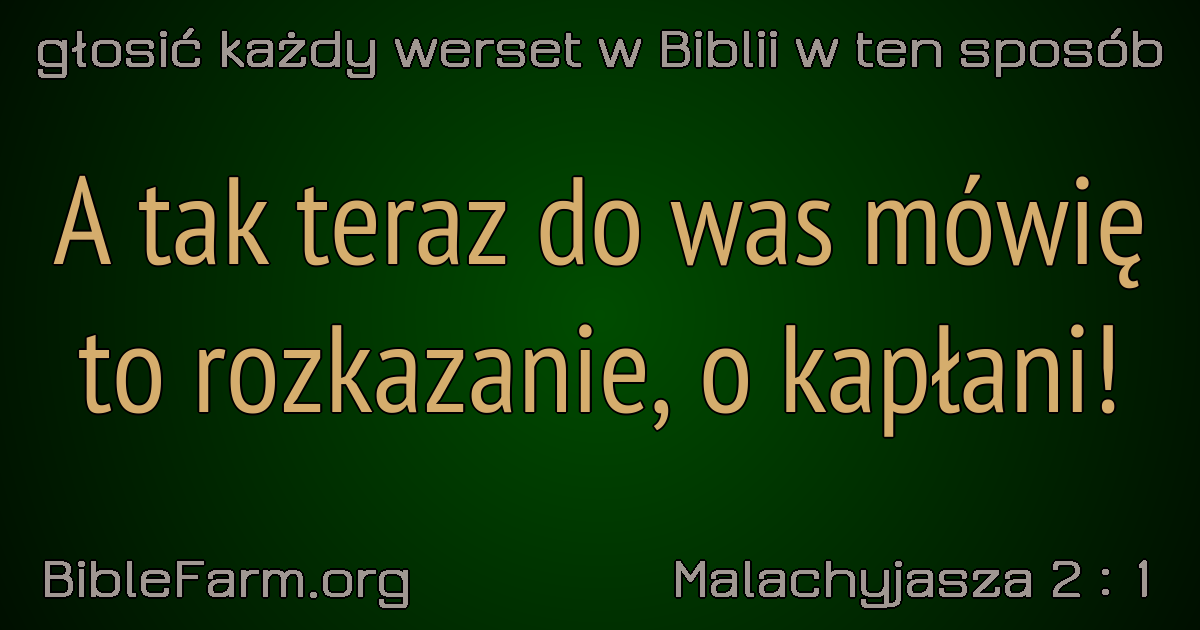 głosić każdy werset w Biblii w ten sposób
A tak teraz do was mówię
to rozkazanie, o kapłani!
BibleFarm.org
Malachyjasza 2 : 1